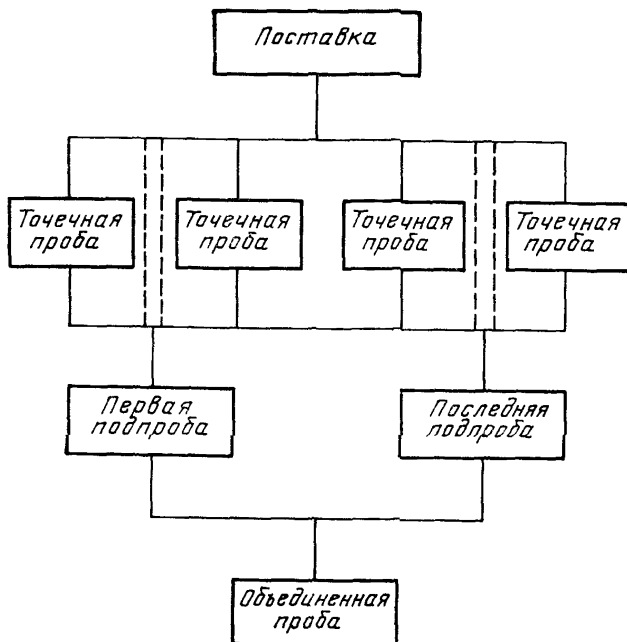 Поставка
Точечная
проба
Точечная
проба
Точечная
проба
Точечная
проба
Первая
подпроба
Последняя
подпроба
Объединенная
проба